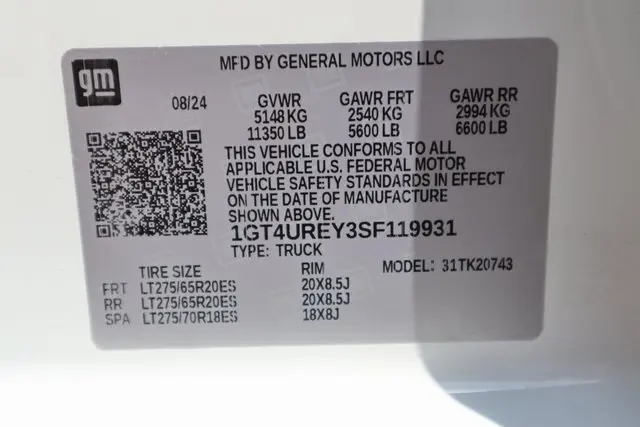 gm
MFD BY GENERAL MOTORS LLC
08/24 GVWR GAWR FRT GAWR RR
5148 KG 2540 KG 2994 KG
11350 LB 5600 LB 6600 LB
THIS VEHICLE CONFORMS TO ALL
APPLICABLE U.S. FEDERAL MOTOR
VEHICLE SAFETY STANDARDS IN EFFECT
ON THE DATE OF MANUFACTURE
SHOWN ABOVE.
1GT4UREY3SF119931
TYPE: TRUCK
TIRE SIZE RIM MODEL: 31TK20743
FRT LT275/65R20ES 20X8.5J
RR LT275/65R20ES 20X8.5J
SPA LT275/70R18ES 18X8J